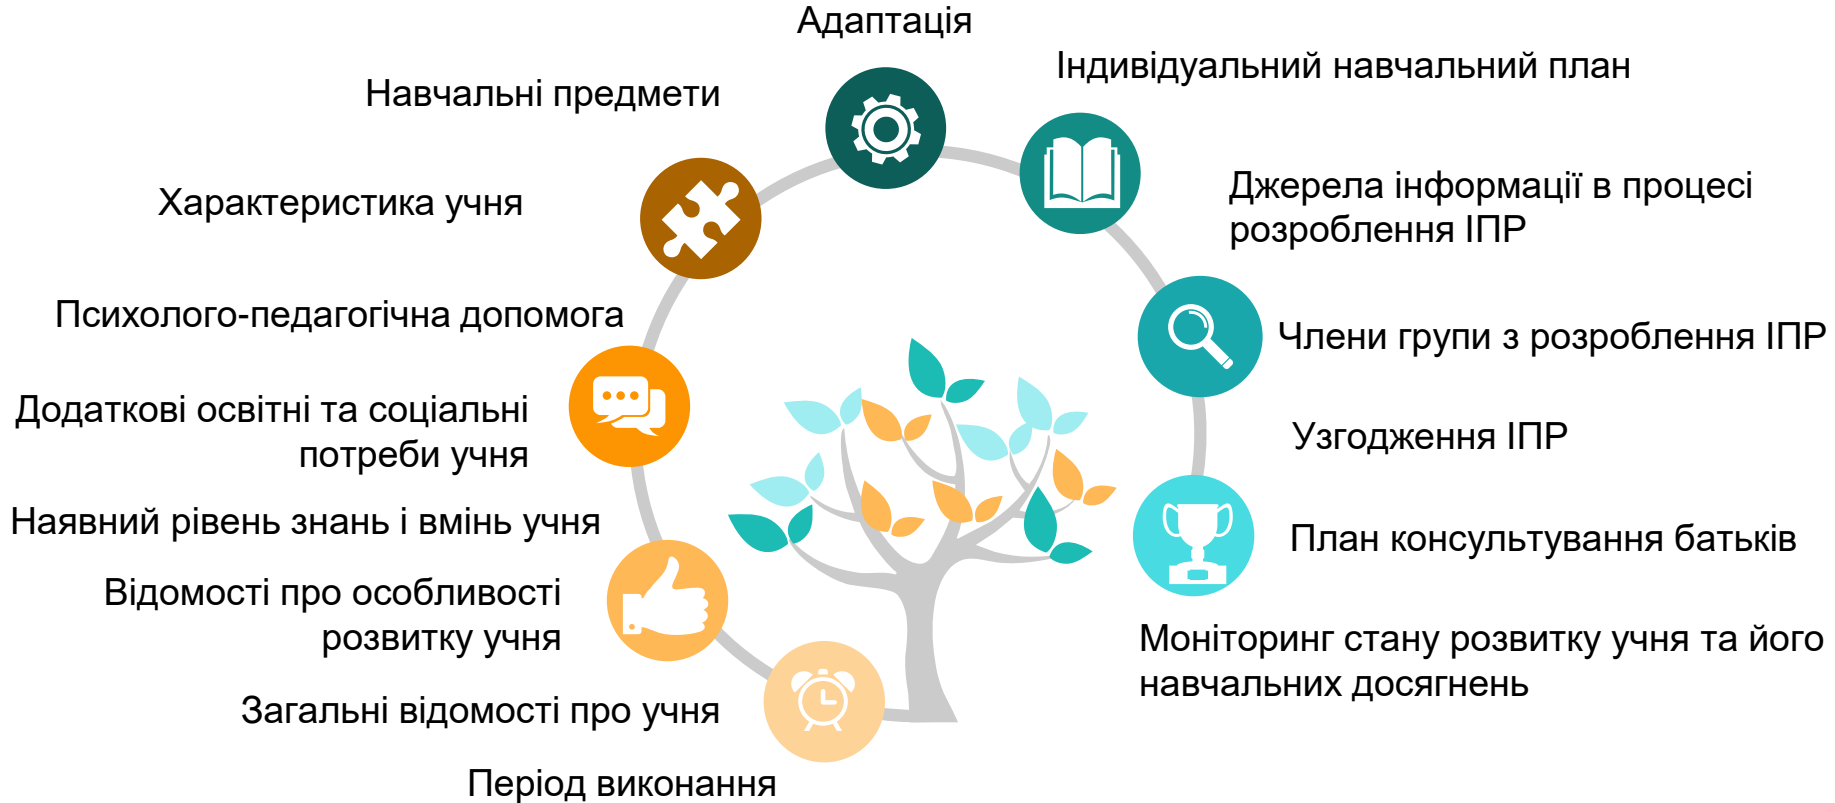 Адаптація
Індивідуальний навчальний план
Навчальні предмети
Джерела інформації в процесі
розроблення ІПР
Характеристика учня
Психолого-педагогічна допомога
Члени групи з розроблення ІПР
Додаткові освітні та соціальні
потреби учня
Узгодження ІПР
Наявний рівень знань і вмінь учня
План консультування батьків
Відомості про особливості
розвитку учня
Моніторинг стану розвитку учня та його
навчальних досягнень
Загальні відомості про учня
Період виконання